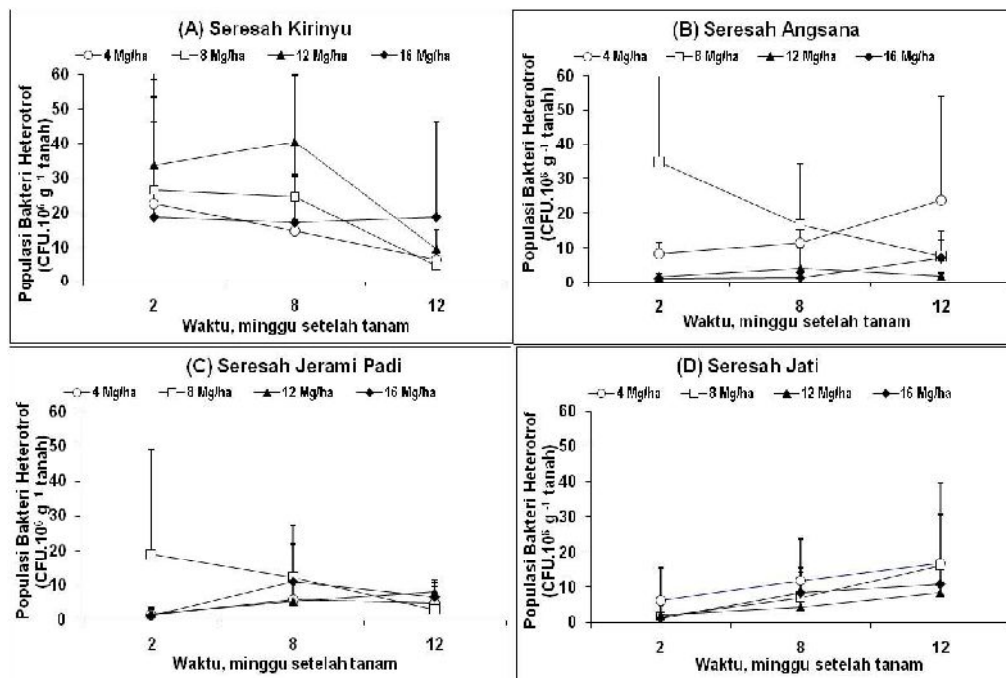 (A) Seresah Kirinyu
4 Mg/ha 8 Mg/ha 12 Mg/ha 16 Mg/ha
Populasi Bakteri Heterotrof
(CFU.10⁶ g⁻¹ tanah)
60
50
40
30
20
10
0
2 8 12
Waktu, minggu setelah tanam
(B) Seresah Angsana
4 Mg/ha 8 Mg/ha 12 Mg/ha 16 Mg/ha
Populasi Bakteri Heterotrof
(CFU.10⁶ g⁻¹ tanah)
60
50
40
30
20
10
0
2 8 12
Waktu, minggu setelah tanam
(C) Seresah Jerami Padi
4 Mg/ha 8 Mg/ha 12 Mg/ha 16 Mg/ha
Populasi Bakteri Heterotrof
(CFU.10⁶ g⁻¹ tanah)
60
50
40
30
20
10
0
2 8 12
Waktu, minggu setelah tanam
(D) Seresah Jati
4 Mg/ha 8 Mg/ha 12 Mg/ha 16 Mg/ha
Populasi Bakteri Heterotrof
(CFU.10⁶ g⁻¹ tanah)
60
50
40
30
20
10
0
2 8 12
Waktu, minggu setelah tanam